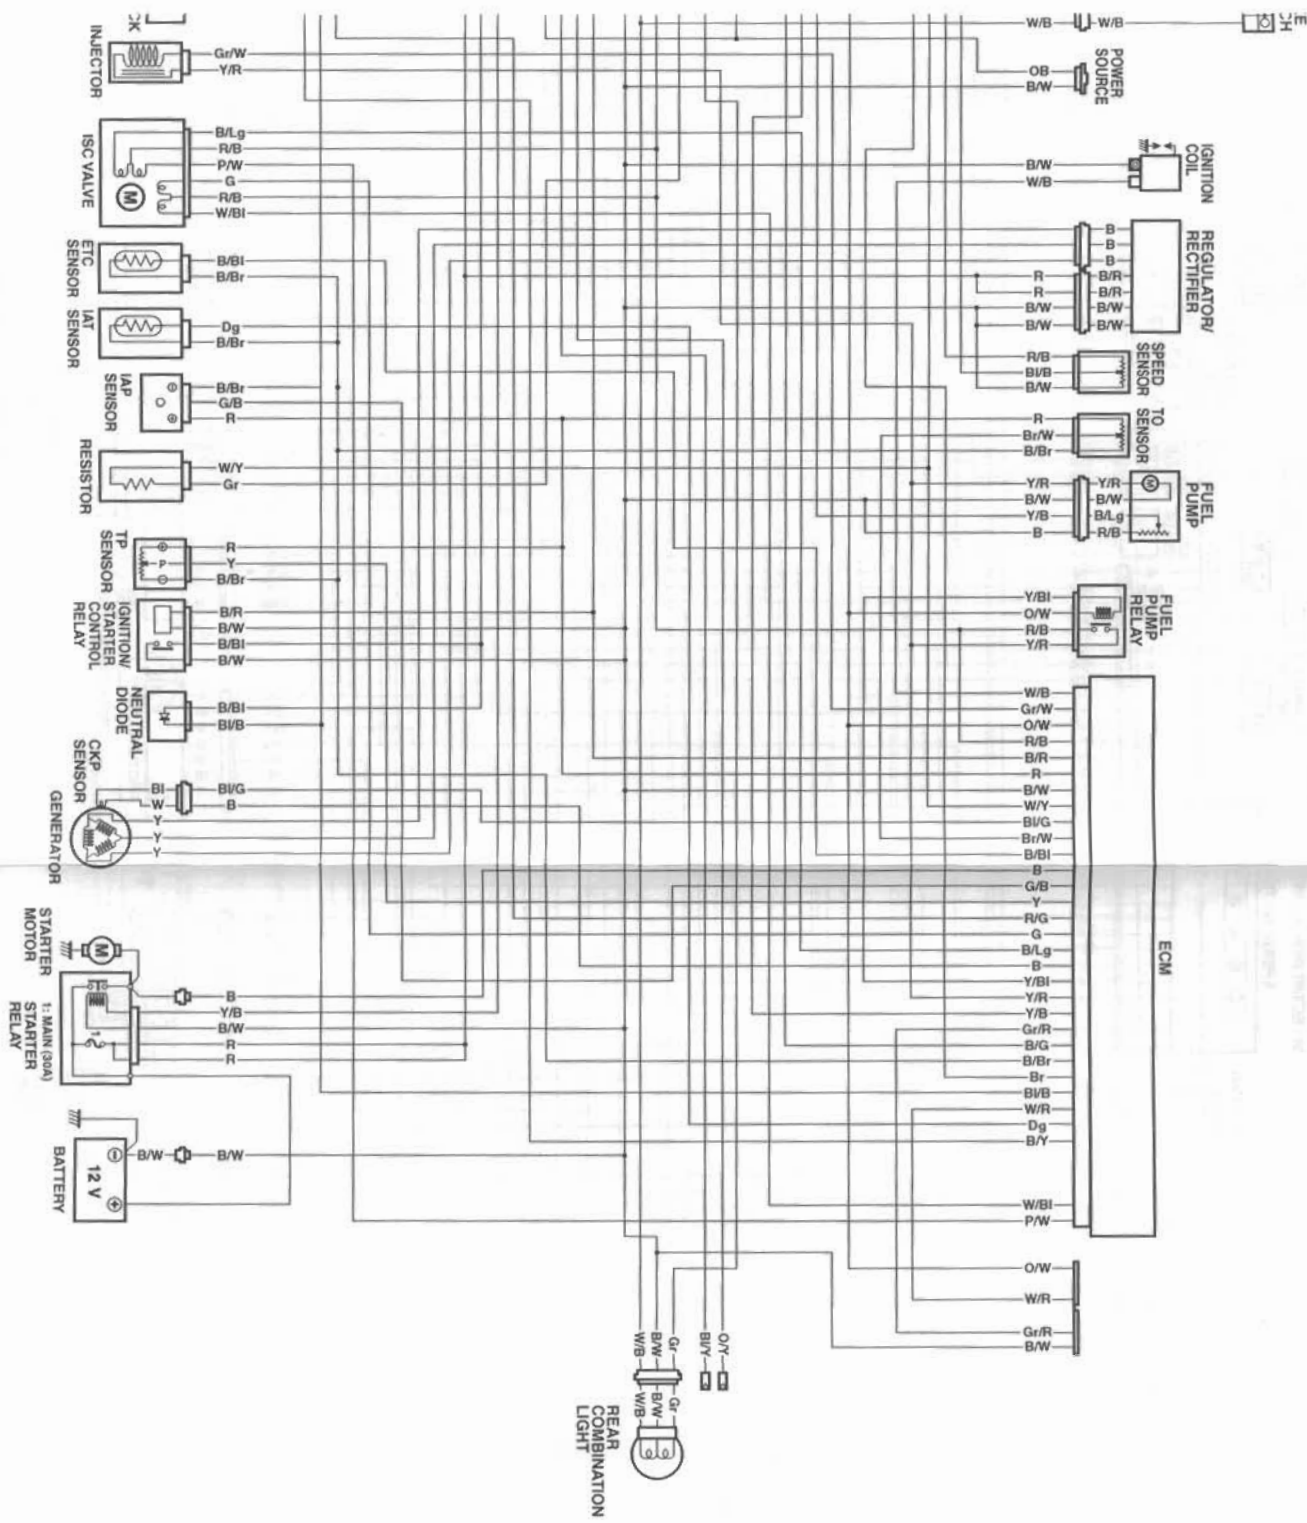 CK
INJECTOR
Gr/W
Y/R
ISC VALVE
B/Lg
R/B
P/W
G
R/B
W/Bl
M
ETC
SENSOR
B/Bl
B/Br
IAT
SENSOR
Dg
B/Br
IAP
SENSOR
B/Br
G/B
R
RESISTOR
W/Y
Gr
TP
SENSOR
P
R
Y
B/Br
IGNITION/
STARTER
CONTROL
RELAY
B/R
B/W
B/Bl
B/W
NEUTRAL
DIODE
B/Bl
Bl/B
CKP
SENSOR
Bl
Bl/G
W
B
GENERATOR
Y
Y
Y
STARTER
MOTOR
M
1: MAIN (30A)
STARTER
RELAY
1
B
Y/B
B/W
R
R
BATTERY
12 V
B/W
B/W
W/B
W/B
POWER
SOURCE
OB
B/W
IGNITION
COIL
B/W
W/B
REGULATOR/
RECTIFIER
B
B
B
R
B/R
R
B/R
B/W
B/W
B/W
B/W
SPEED
SENSOR
R/B
Bl/B
B/W
TO
SENSOR
R
Br/W
B/Br
FUEL
PUMP
Y/R
Y/R
M
B/W
B/W
Y/B
B/Lg
B
R/B
FUEL
PUMP
RELAY
Y/Bl
O/W
R/B
Y/R
ECM
W/B
Gr/W
O/W
R/B
B/R
R
B/W
W/Y
Bl/G
Br/W
B/Bl
B
G/B
Y
R/G
G
B/Lg
B
Y/Bl
Y/R
Y/B
Gr/R
B/G
B/Br
Br
Bl/B
W/R
Dg
B/Y
W/Bl
P/W
O/W
W/R
Gr/R
B/W
W/B
B/W
Gr
Bl/Y
O/Y
W/B
B/W
Gr
REAR
COMBINATION
LIGHT